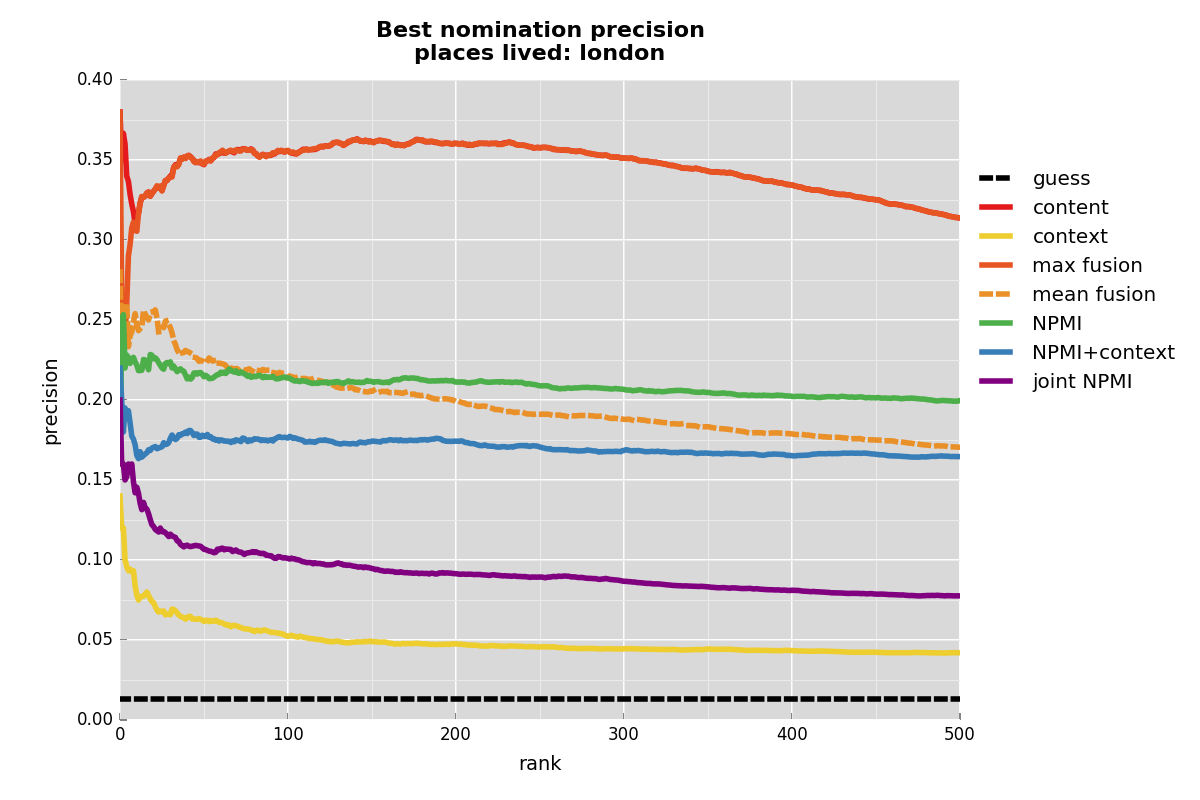 Best nomination precision
places lived: london
precision
0.40
0.35
0.30
0.25
0.20
0.15
0.10
0.05
0.00
0
100
200
300
400
500
rank
guess
content
context
max fusion
mean fusion
NPMI
NPMI+context
joint NPMI